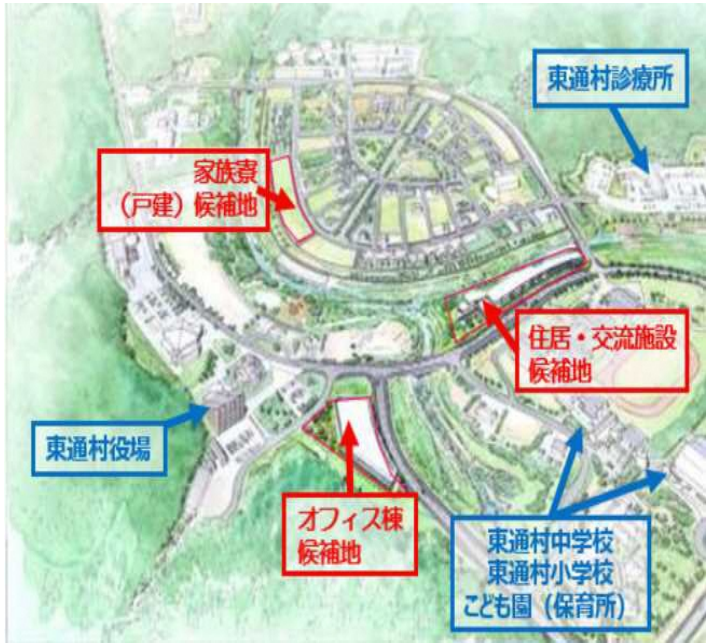 東通村診療所
家族寮
（戸建）候補地
住居・交流施設
候補地
東通村役場
オフィス棟
候補地
東通村中学校
東通村小学校
こども園（保育所）